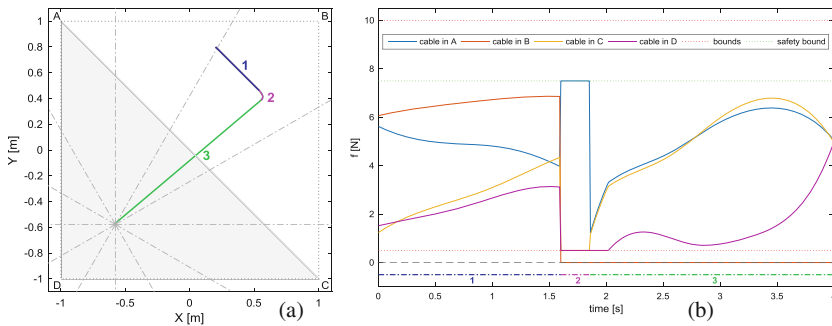 A
B
1
0.8
0.6
0.4
0.2
0
-0.2
-0.4
-0.6
-0.8
-1
Y [m]
1
2
3
D
C
-1 -0.5 0 0.5 1
X [m]
(a)
10
8
6
4
2
0
f [N]
cable in A cable in B cable in C cable in D bounds safety bound
1 2 3
0 0.5 1 1.5 2 2.5 3 3.5 4
time [s]
(b)